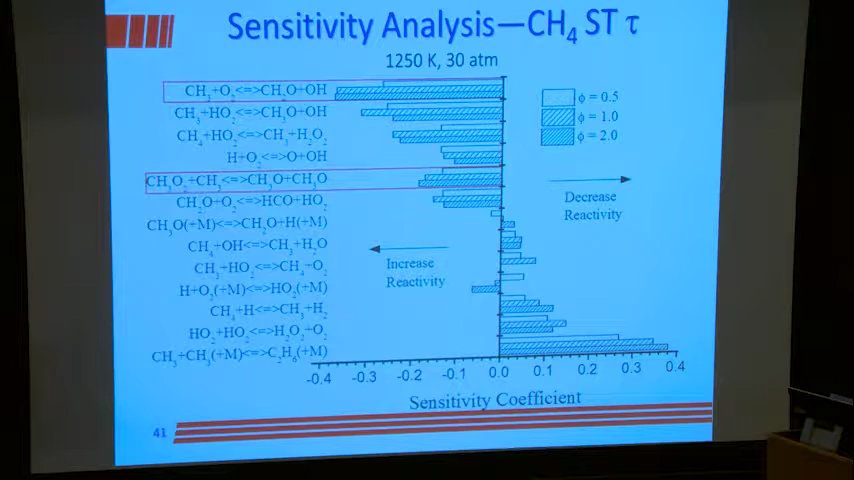 Sensitivity Analysis—CH₄ ST τ
1250 K, 30 atm
CH₃+O₂<=>CH₂O+OH
CH₃+HO₂<=>CH₃O+OH
CH₄+HO₂<=>CH₃+H₂O₂
H+O₂<=>O+OH
CH₃O₂+CH₃<=>CH₃O+CH₃O
CH₂O+O₂<=>HCO+HO₂
CH₃O(+M)<=>CH₂O+H(+M)
CH₄+OH<=>CH₃+H₂O
CH₃+HO₂<=>CH₄+O₂
H+O₂(+M)<=>HO₂(+M)
CH₄+H<=>CH₃+H₂
HO₂+HO₂<=>H₂O₂+O₂
CH₃+CH₃(+M)<=>C₂H₆(+M)
ϕ = 0.5
ϕ = 1.0
ϕ = 2.0
Decrease
Reactivity
Increase
Reactivity
-0.4 -0.3 -0.2 -0.1 0.0 0.1 0.2 0.3 0.4
Sensitivity Coefficient
41